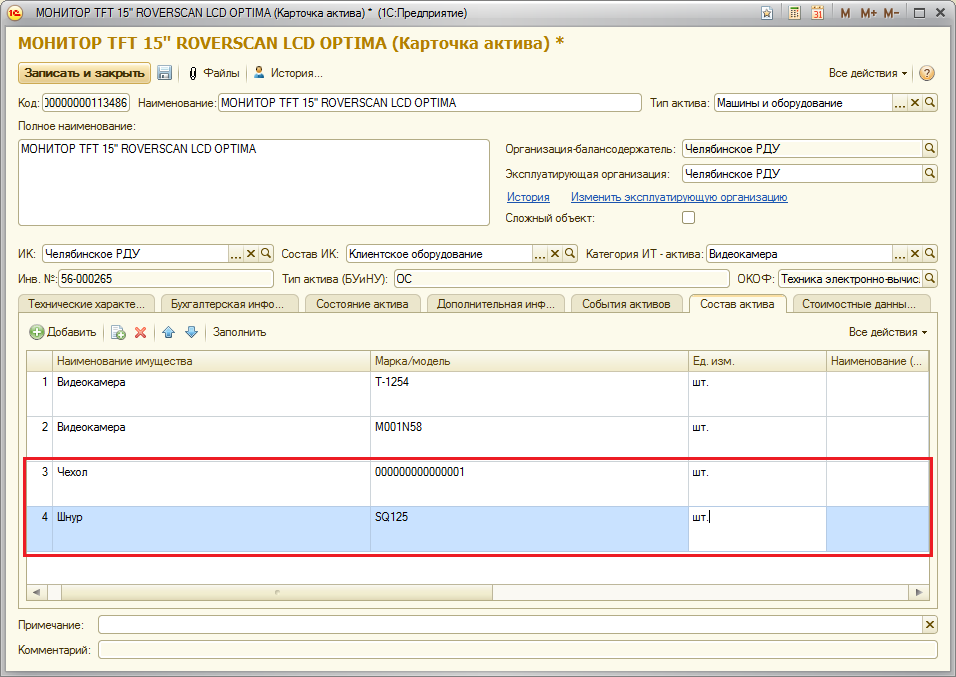 МОНИТОР TFT 15" ROVERSCAN LCD OPTIMA (Карточка актива) * (1С:Предприятие)
M M+ M-
МОНИТОР TFT 15" ROVERSCAN LCD OPTIMA (Карточка актива) *
Записать и закрыть Файлы История... Все действия
Код: 00000000113486 Наименование: МОНИТОР TFT 15" ROVERSCAN LCD OPTIMA Тип актива: Машины и оборудование
Полное наименование:
МОНИТОР TFT 15" ROVERSCAN LCD OPTIMA
Организация-балансодержатель: Челябинское РДУ
Эксплуатирующая организация: Челябинское РДУ
История Изменить эксплуатирующую организацию
Сложный объект:
ИК: Челябинское РДУ Состав ИК: Клиентское оборудование Категория ИТ - актива: Видеокамера
Инв. №: 56-000265 Тип актива (БУиНУ): ОС ОКОФ: Техника электронно-вычис.
Технические характе... Бухгалтерская инфо... Состояние актива Дополнительная инф... События активов Состав актива Стоимостные данны...
Добавить Заполнить Все действия
Наименование имущества Марка/модель Ед. изм. Наименование (...
1 Видеокамера Т-1254 шт.
2 Видеокамера M001N58 шт.
3 Чехол 000000000000001 шт.
4 Шнур SQ125 шт.
Примечание:
Комментарий: